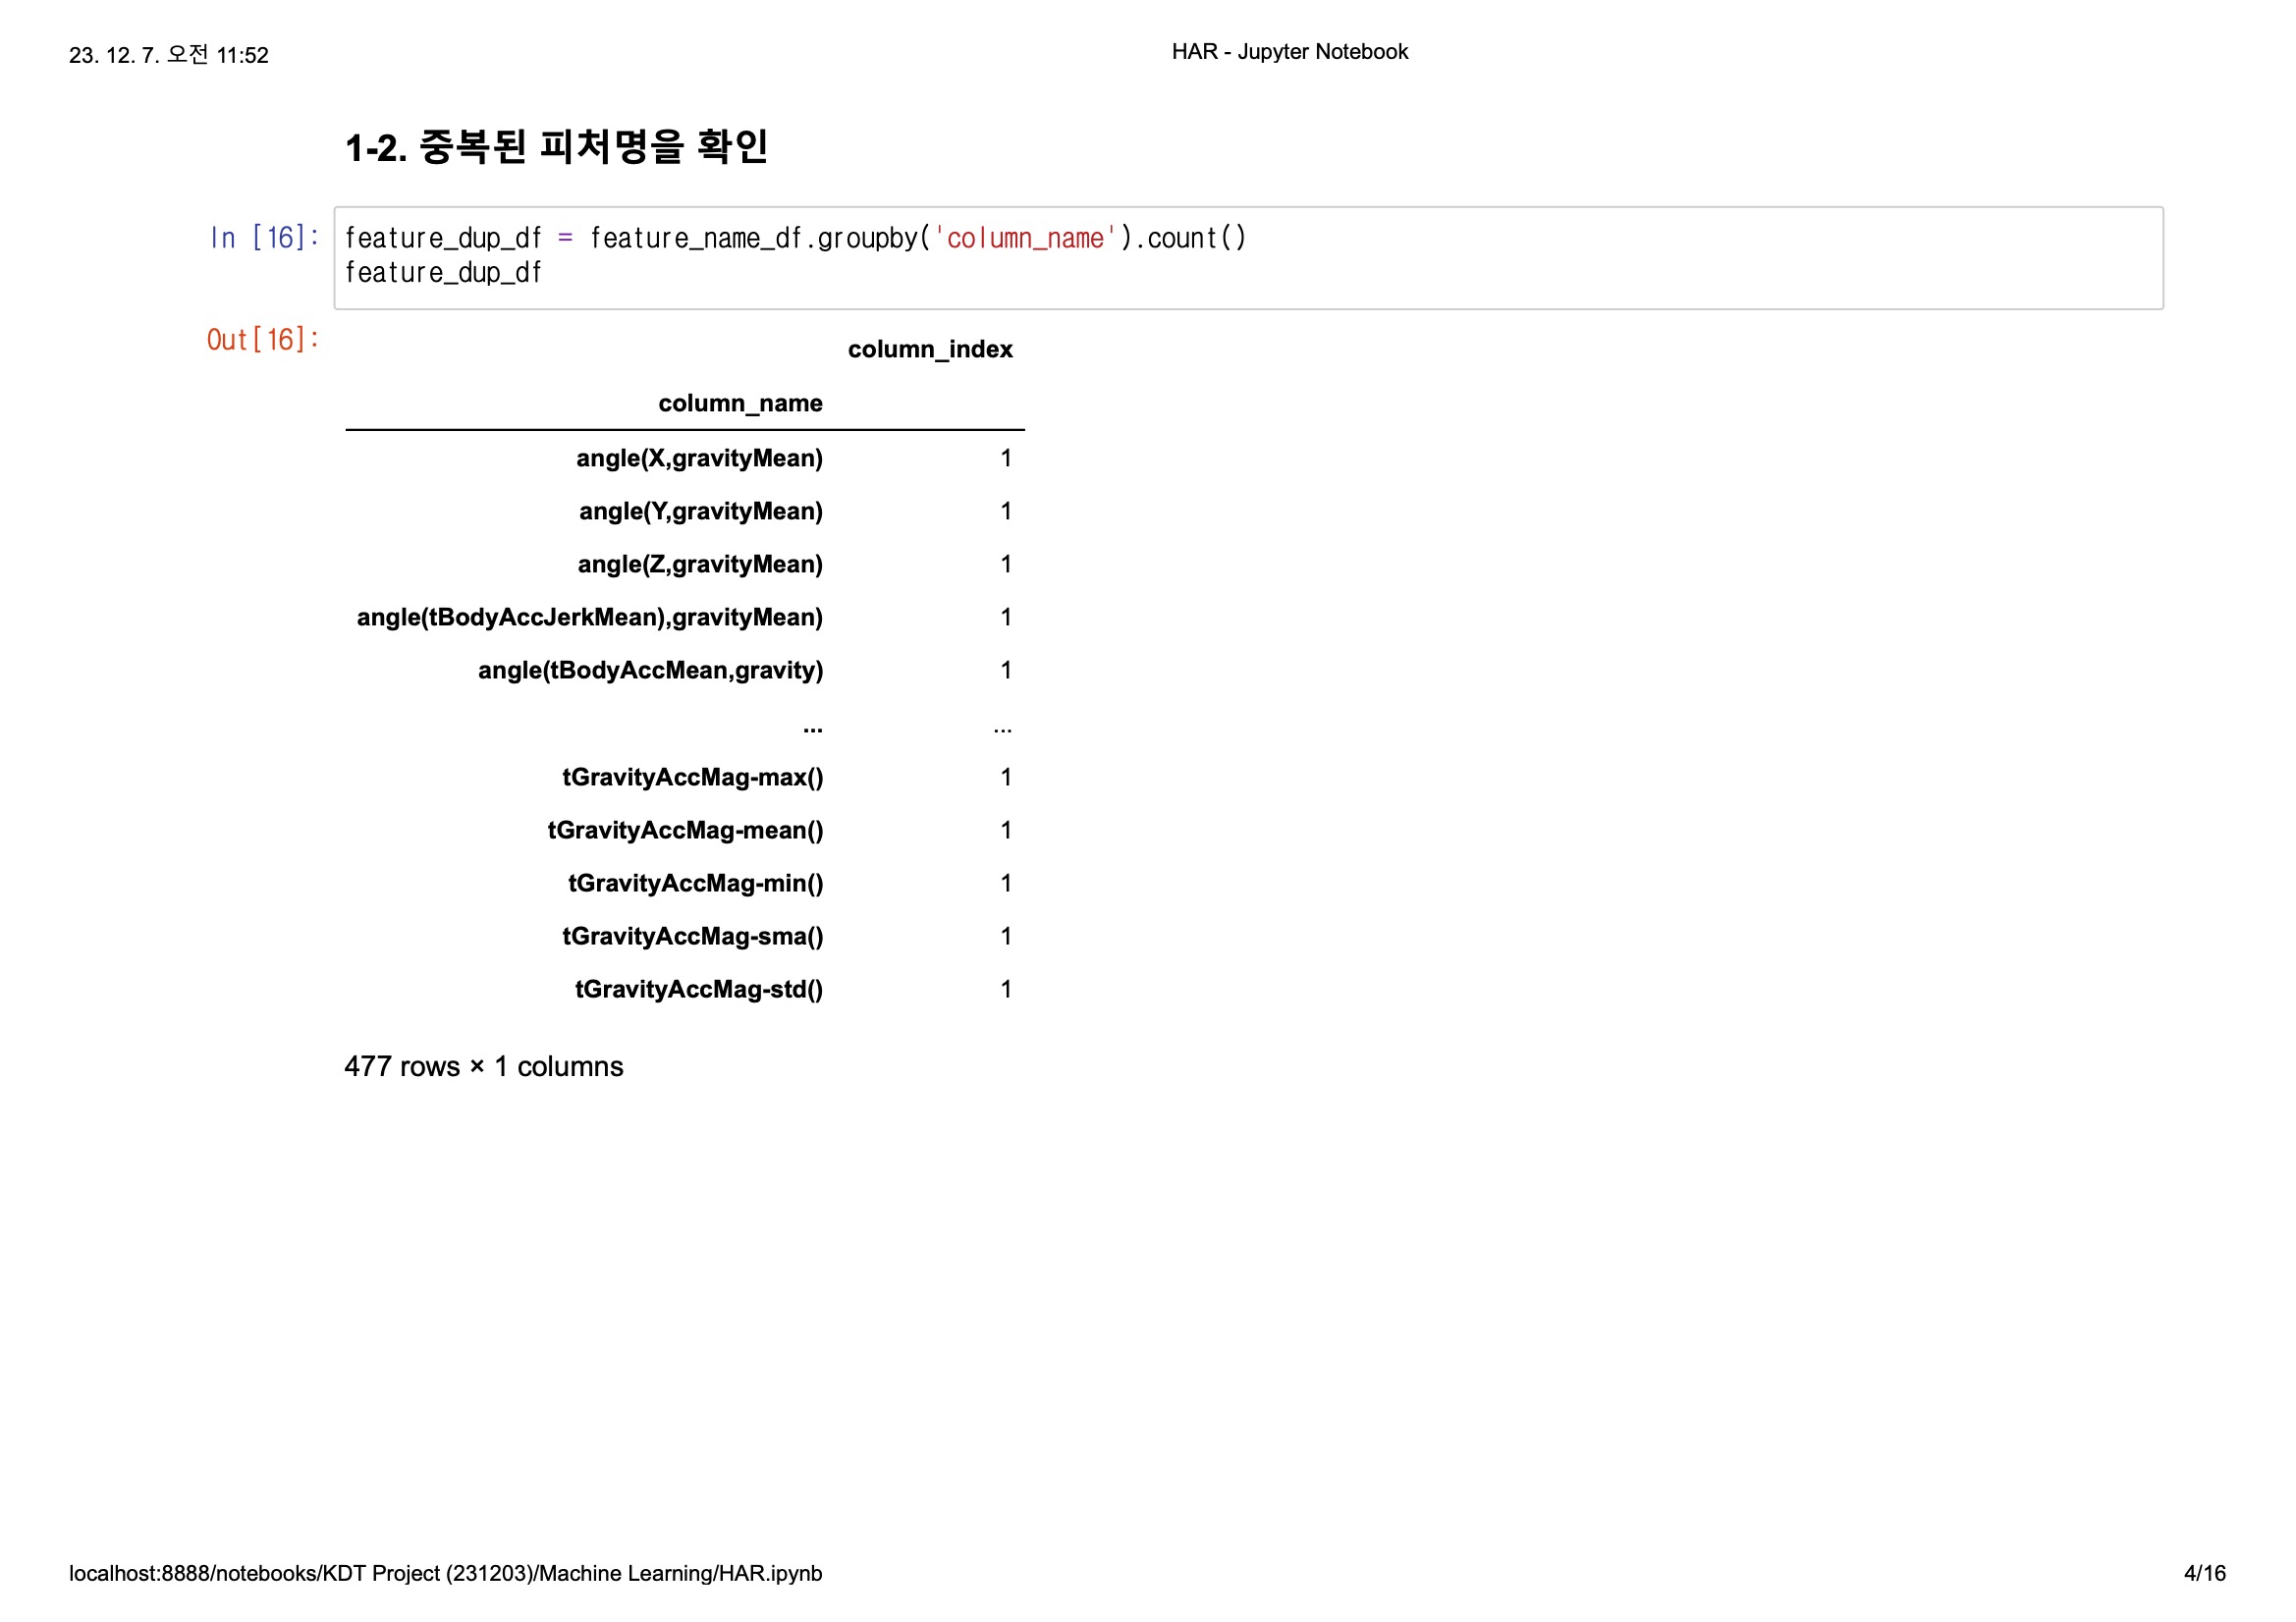 23. 12. 7. 오전 11:52
HAR - Jupyter Notebook
1-2. 중복된 피처명을 확인
In [16]:
feature_dup_df = feature_name_df.groupby('column_name').count()
feature_dup_df
Out[16]:
column_index
column_name
angle(X,gravityMean) 1
angle(Y,gravityMean) 1
angle(Z,gravityMean) 1
angle(tBodyAccJerkMean),gravityMean) 1
angle(tBodyAccMean,gravity) 1
... ...
tGravityAccMag-max() 1
tGravityAccMag-mean() 1
tGravityAccMag-min() 1
tGravityAccMag-sma() 1
tGravityAccMag-std() 1
477 rows × 1 columns
localhost:8888/notebooks/KDT Project (231203)/Machine Learning/HAR.ipynb
4/16